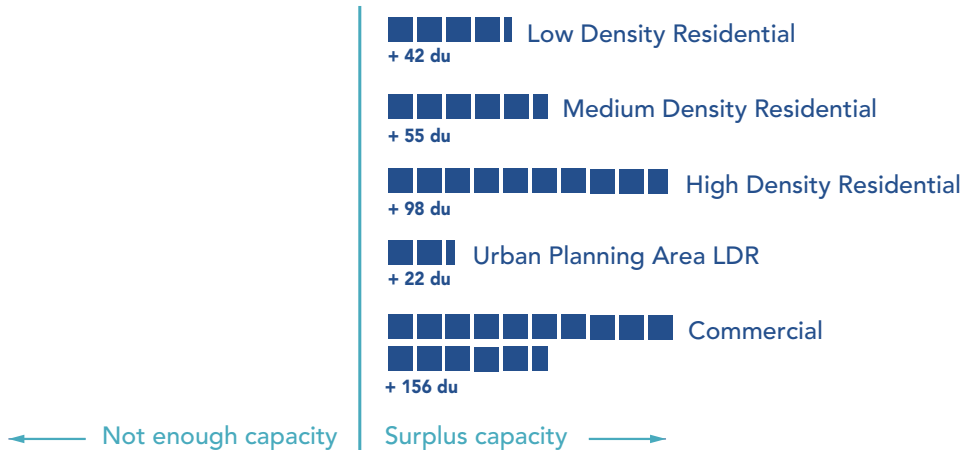 Low Density Residential
+ 42 du
Medium Density Residential
+ 55 du
High Density Residential
+ 98 du
Urban Planning Area LDR
+ 22 du
Commercial
+ 156 du
Not enough capacity
Surplus capacity